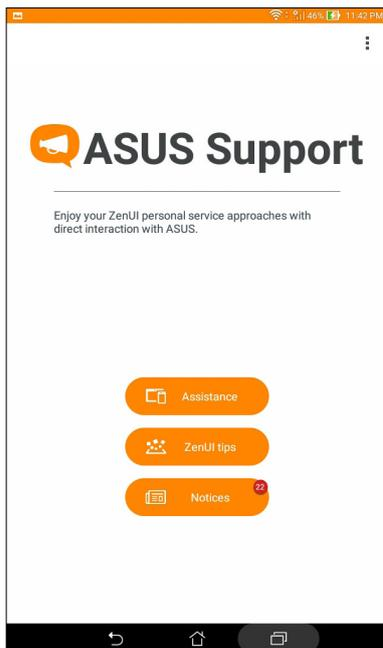 46% 11:42 PM
ASUS Support
Enjoy your ZenUI personal service approaches with
direct interaction with ASUS.
Assistance
ZenUI tips
Notices 22